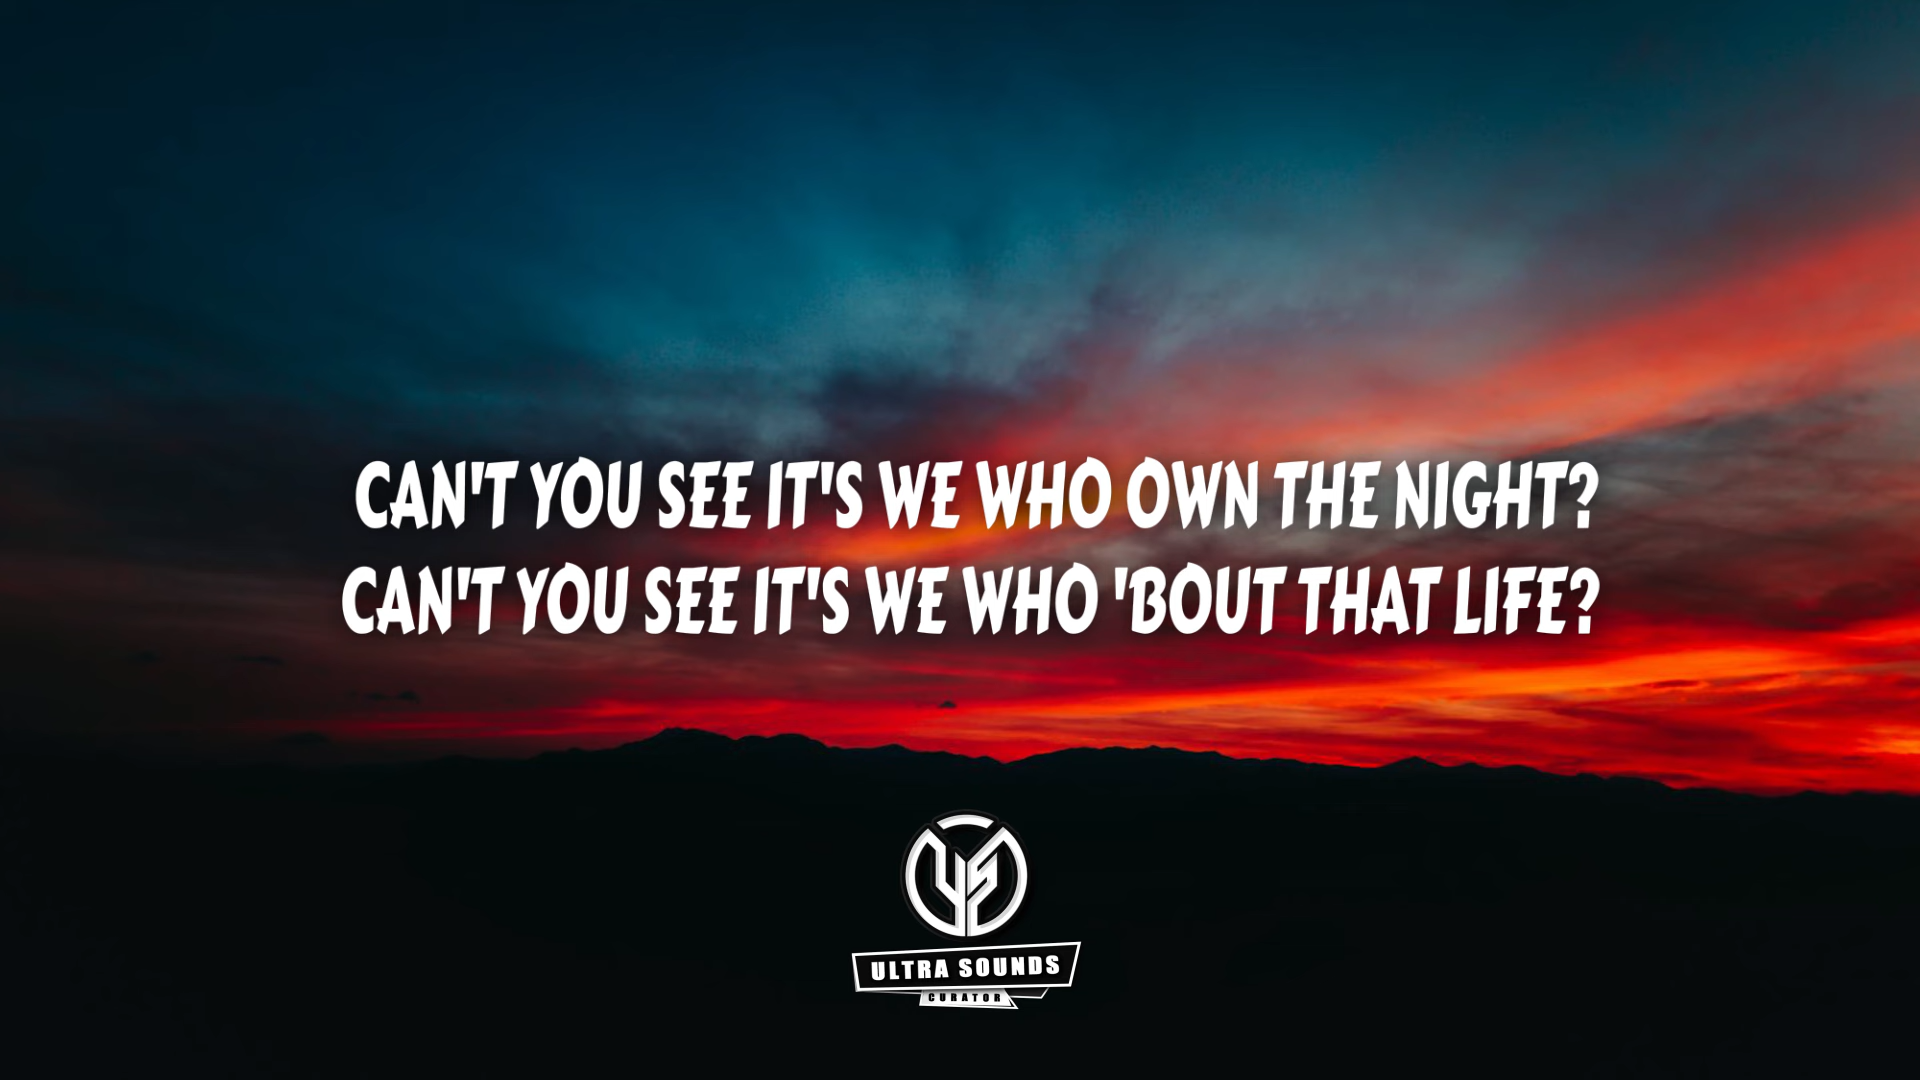 CAN'T YOU SEE IT'S WE WHO OWN THE NIGHT?
CAN'T YOU SEE IT'S WE WHO 'BOUT THAT LIFE?
US
ULTRA SOUNDS
CURATOR